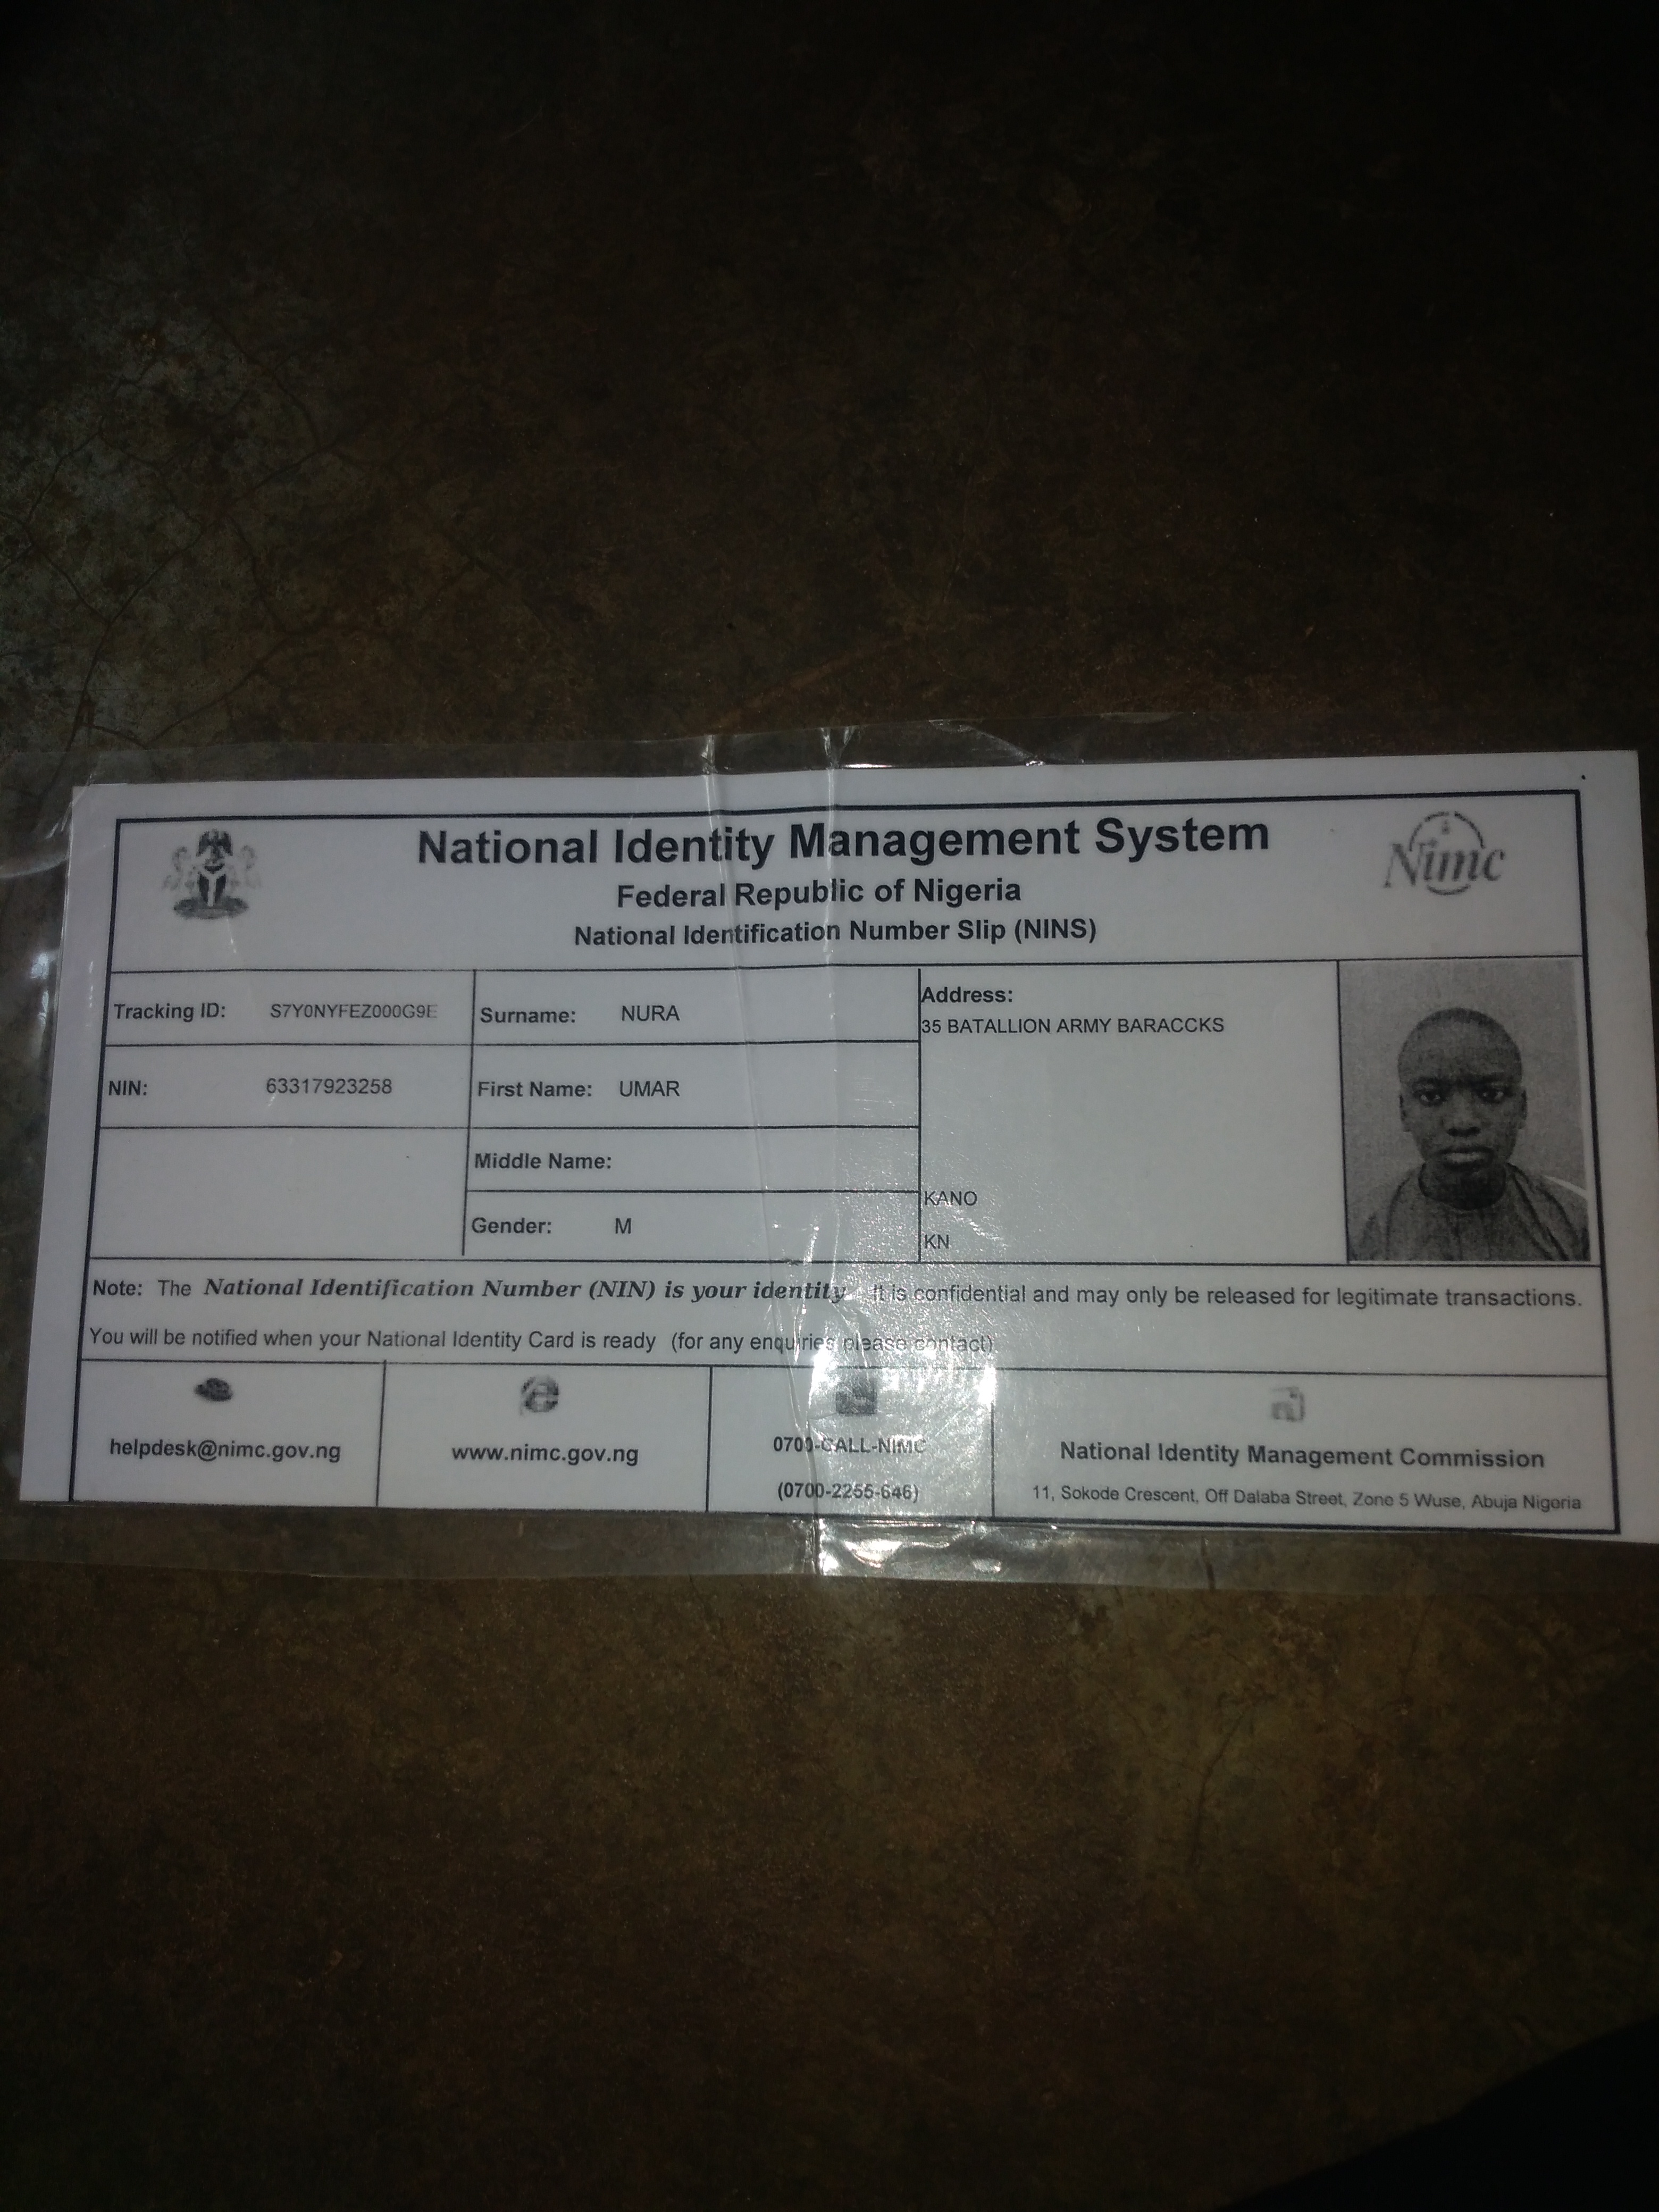 National Identity Management System
Federal Republic of Nigeria
National Identification Number Slip (NINS)
Nimc
Tracking ID: S7Y0NYFEZ000G9E
Surname: NURA
Address:
35 BATALLION ARMY BARACCKS
NIN: 63317923258
First Name: UMAR
Middle Name:
KANO
Gender: M
KN
Note: The National Identification Number (NIN) is your identity It is confidential and may only be released for legitimate transactions.
You will be notified when your National Identity Card is ready (for any enquiries please contact)
helpdesk@nimc.gov.ng
www.nimc.gov.ng
0700-CALL-NIMC
(0700-2255-646)
National Identity Management Commission
11, Sokode Crescent, Off Dalaba Street, Zone 5 Wuse, Abuja Nigeria